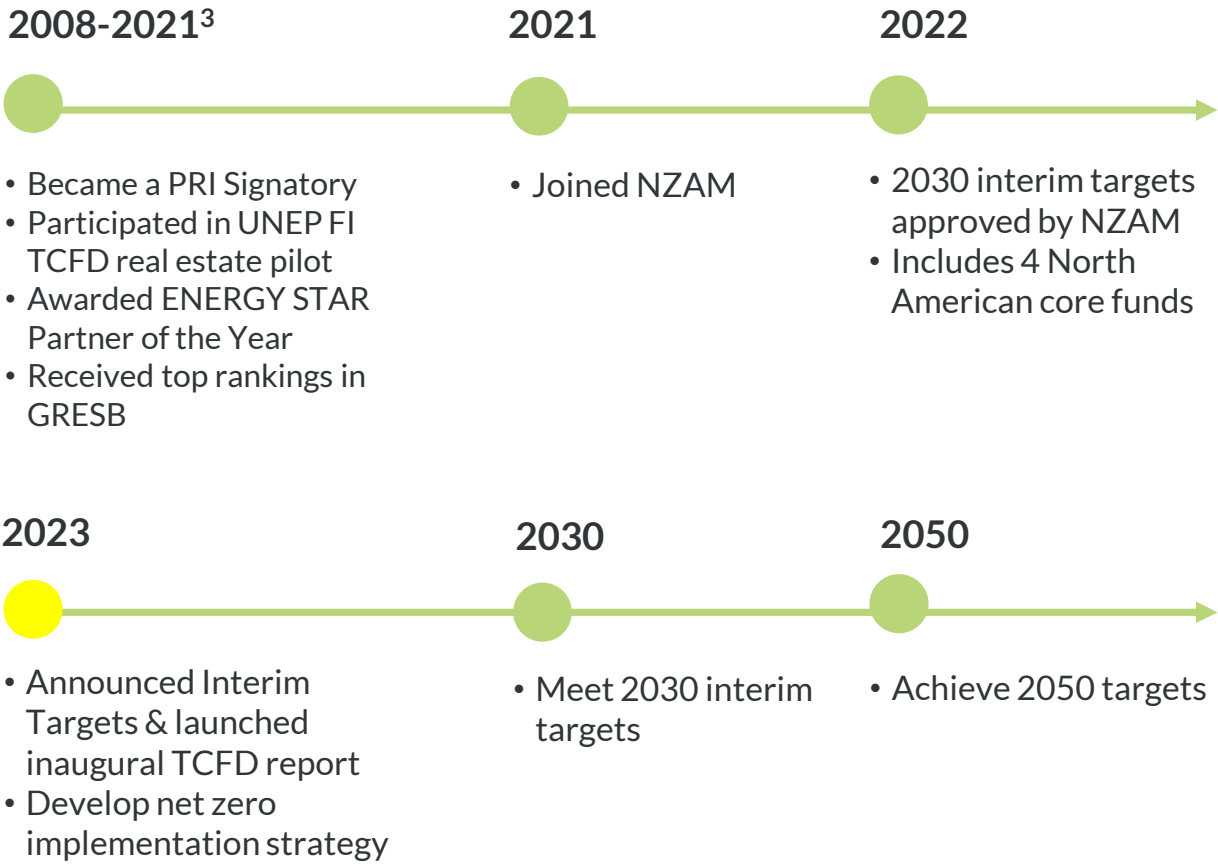 2008-2021³
• Became a PRI Signatory
• Participated in UNEP FI
TCFD real estate pilot
• Awarded ENERGY STAR
Partner of the Year
• Received top rankings in
GRESB
2021
• Joined NZAM
2022
• 2030 interim targets
approved by NZAM
• Includes 4 North
American core funds
2023
• Announced Interim
Targets & launched
inaugural TCFD report
• Develop net zero
implementation strategy
2030
• Meet 2030 interim
targets
2050
• Achieve 2050 targets